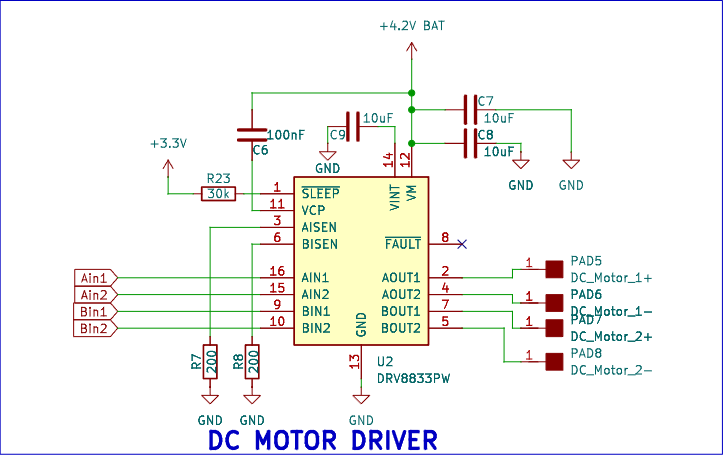 +4.2V BAT
C7
10uF
10uF
C9
C8
10uF
100nF
C6
+3.3V
GND
GND
GND
R23
30k
14
12
VINT
VM
1
SLEEP
11
VCP
3
AISEN
6
BISEN
FAULT
8
Ain1
16
AIN1
AOUT1
2
1
PAD5
DC_Motor_1+
Ain2
15
AIN2
AOUT2
4
1
PAD6
DC_Motor_1-
Bin1
9
BIN1
BOUT1
7
1
PAD7
DC_Motor_2+
Bin2
10
BIN2
BOUT2
5
1
PAD8
DC_Motor_2-
GND
13
R7
200
R8
200
U2
DRV8833PW
GND
GND
GND
DC MOTOR DRIVER